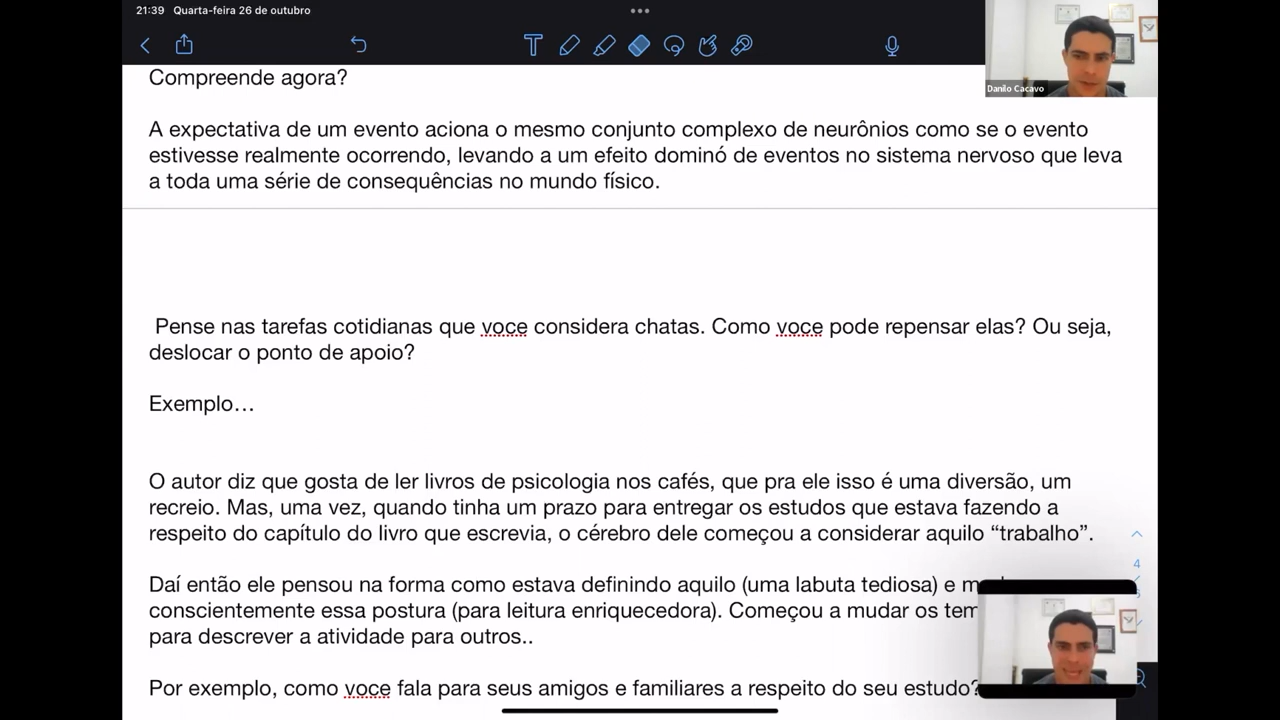 21:39 Quarta-feira 26 de outubro
Danilo Cacavo
Compreende agora?
A expectativa de um evento aciona o mesmo conjunto complexo de neurônios como se o evento
estivesse realmente ocorrendo, levando a um efeito dominó de eventos no sistema nervoso que leva
a toda uma série de consequências no mundo físico.
Pense nas tarefas cotidianas que voce considera chatas. Como voce pode repensar elas? Ou seja,
deslocar o ponto de apoio?
Exemplo…
O autor diz que gosta de ler livros de psicologia nos cafés, que pra ele isso é uma diversão, um
recreio. Mas, uma vez, quando tinha um prazo para entregar os estudos que estava fazendo a
respeito do capítulo do livro que escrevia, o cérebro dele começou a considerar aquilo “trabalho”.
4
Daí então ele pensou na forma como estava definindo aquilo (uma labuta tediosa) e
conscientemente essa postura (para leitura enriquecedora). Começou a mudar os
para descrever a atividade para outros..
Por exemplo, como voce fala para seus amigos e familiares a respeito do seu estudo?